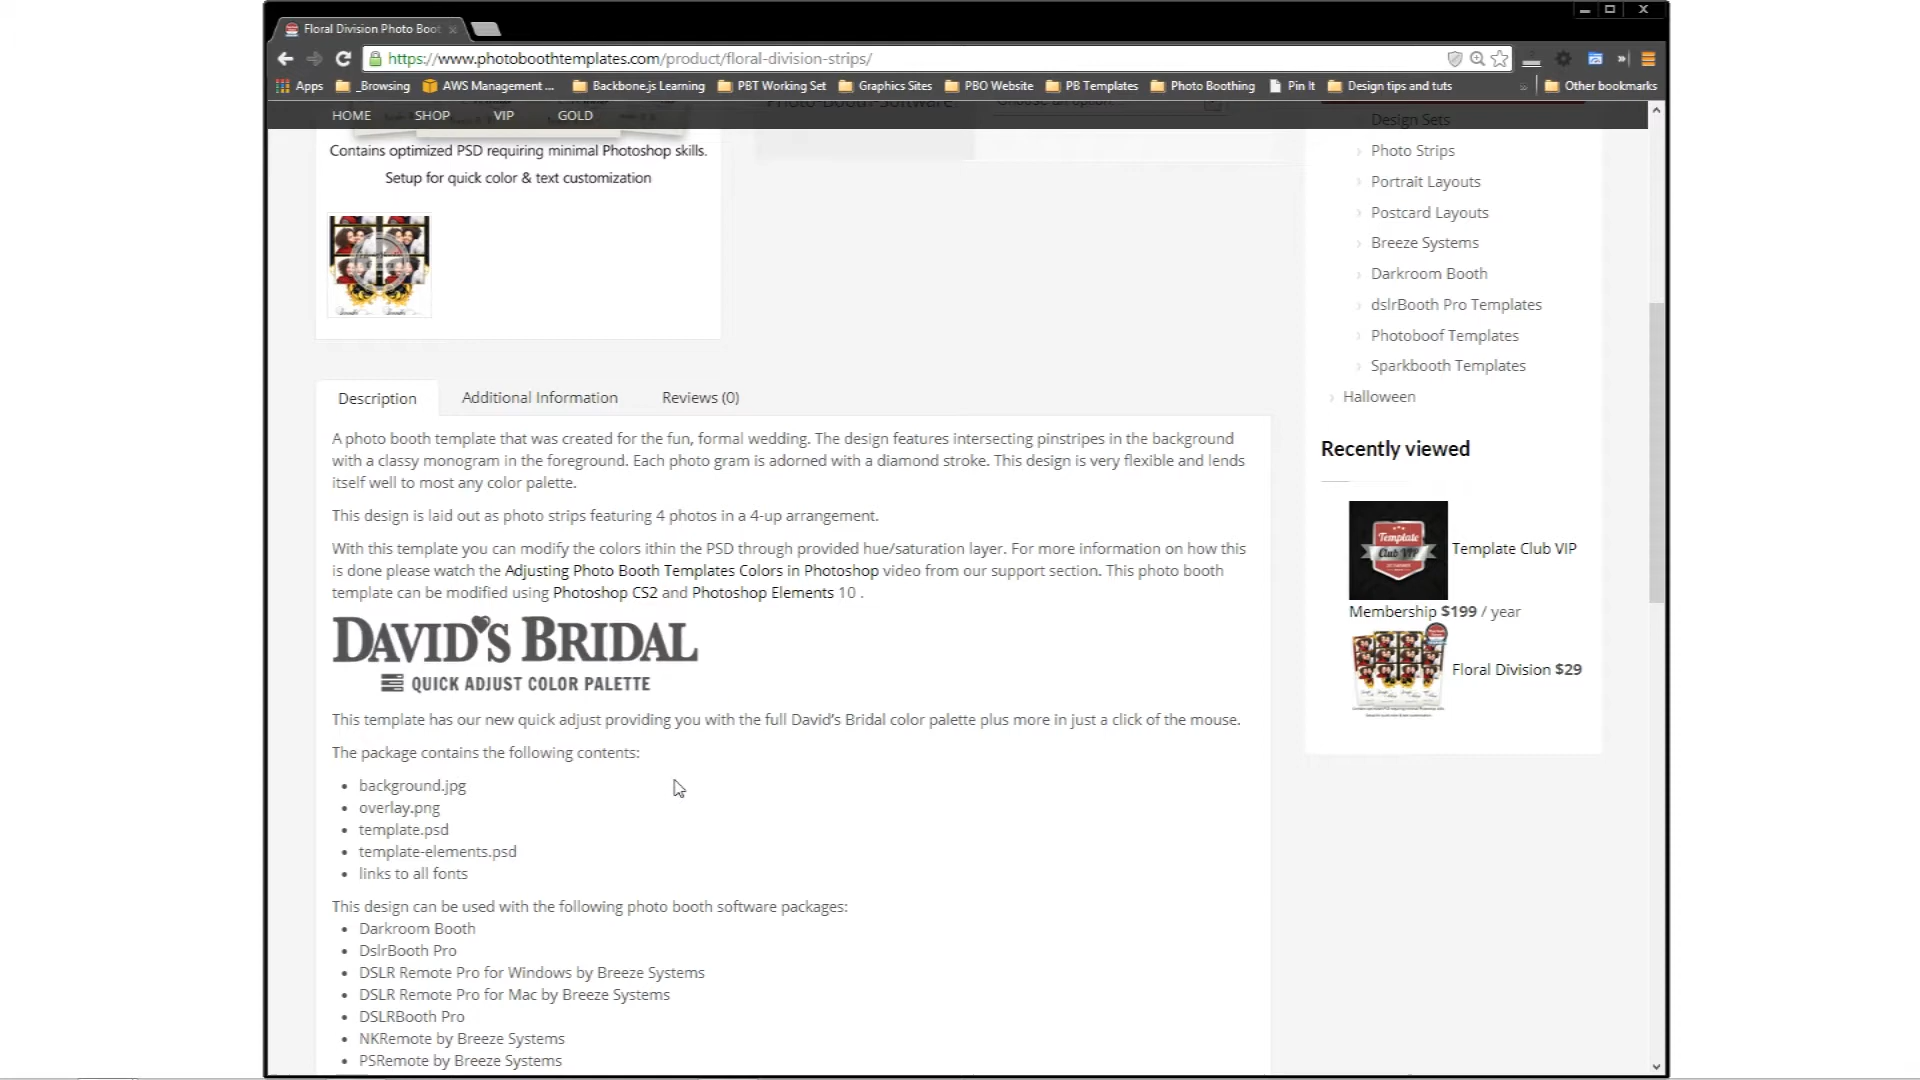 Floral Division Photo Boot
https://www.photoboothtemplates.com/product/floral-division-strips/
Apps _Browsing AWS Management ... Backbone.js Learning PBT Working Set Graphics Sites PBO Website PB Templates Photo Boothing Pin It Design tips and tuts » Other bookmarks
HOME SHOP VIP GOLD
Photo-Booth-Software: Choose an option...
Contains optimized PSD requiring minimal Photoshop skills.
Setup for quick color & text customization
Design Sets
Photo Strips
Portrait Layouts
Postcard Layouts
Breeze Systems
Darkroom Booth
dslrBooth Pro Templates
Photoboof Templates
Sparkbooth Templates
Halloween
Description Additional Information Reviews (0)
A photo booth template that was created for the fun, formal wedding. The design features intersecting pinstripes in the background
with a classy monogram in the foreground. Each photo gram is adorned with a diamond stroke. This design is very flexible and lends
itself well to most any color palette.
This design is laid out as photo strips featuring 4 photos in a 4-up arrangement.
With this template you can modify the colors ithin the PSD through provided hue/saturation layer. For more information on how this
is done please watch the Adjusting Photo Booth Templates Colors in Photoshop video from our support section. This photo booth
template can be modified using Photoshop CS2 and Photoshop Elements 10 .
DAVID'S BRIDAL
QUICK ADJUST COLOR PALETTE
This template has our new quick adjust providing you with the full David's Bridal color palette plus more in just a click of the mouse.
The package contains the following contents:
• background.jpg
• overlay.png
• template.psd
• template-elements.psd
• links to all fonts
This design can be used with the following photo booth software packages:
• Darkroom Booth
• DslrBooth Pro
• DSLR Remote Pro for Windows by Breeze Systems
• DSLR Remote Pro for Mac by Breeze Systems
• DSLRBooth Pro
• NKRemote by Breeze Systems
• PSRemote by Breeze Systems
Recently viewed
Template
Club VIP
Template Club VIP
Membership $199 / year
Floral Division $29